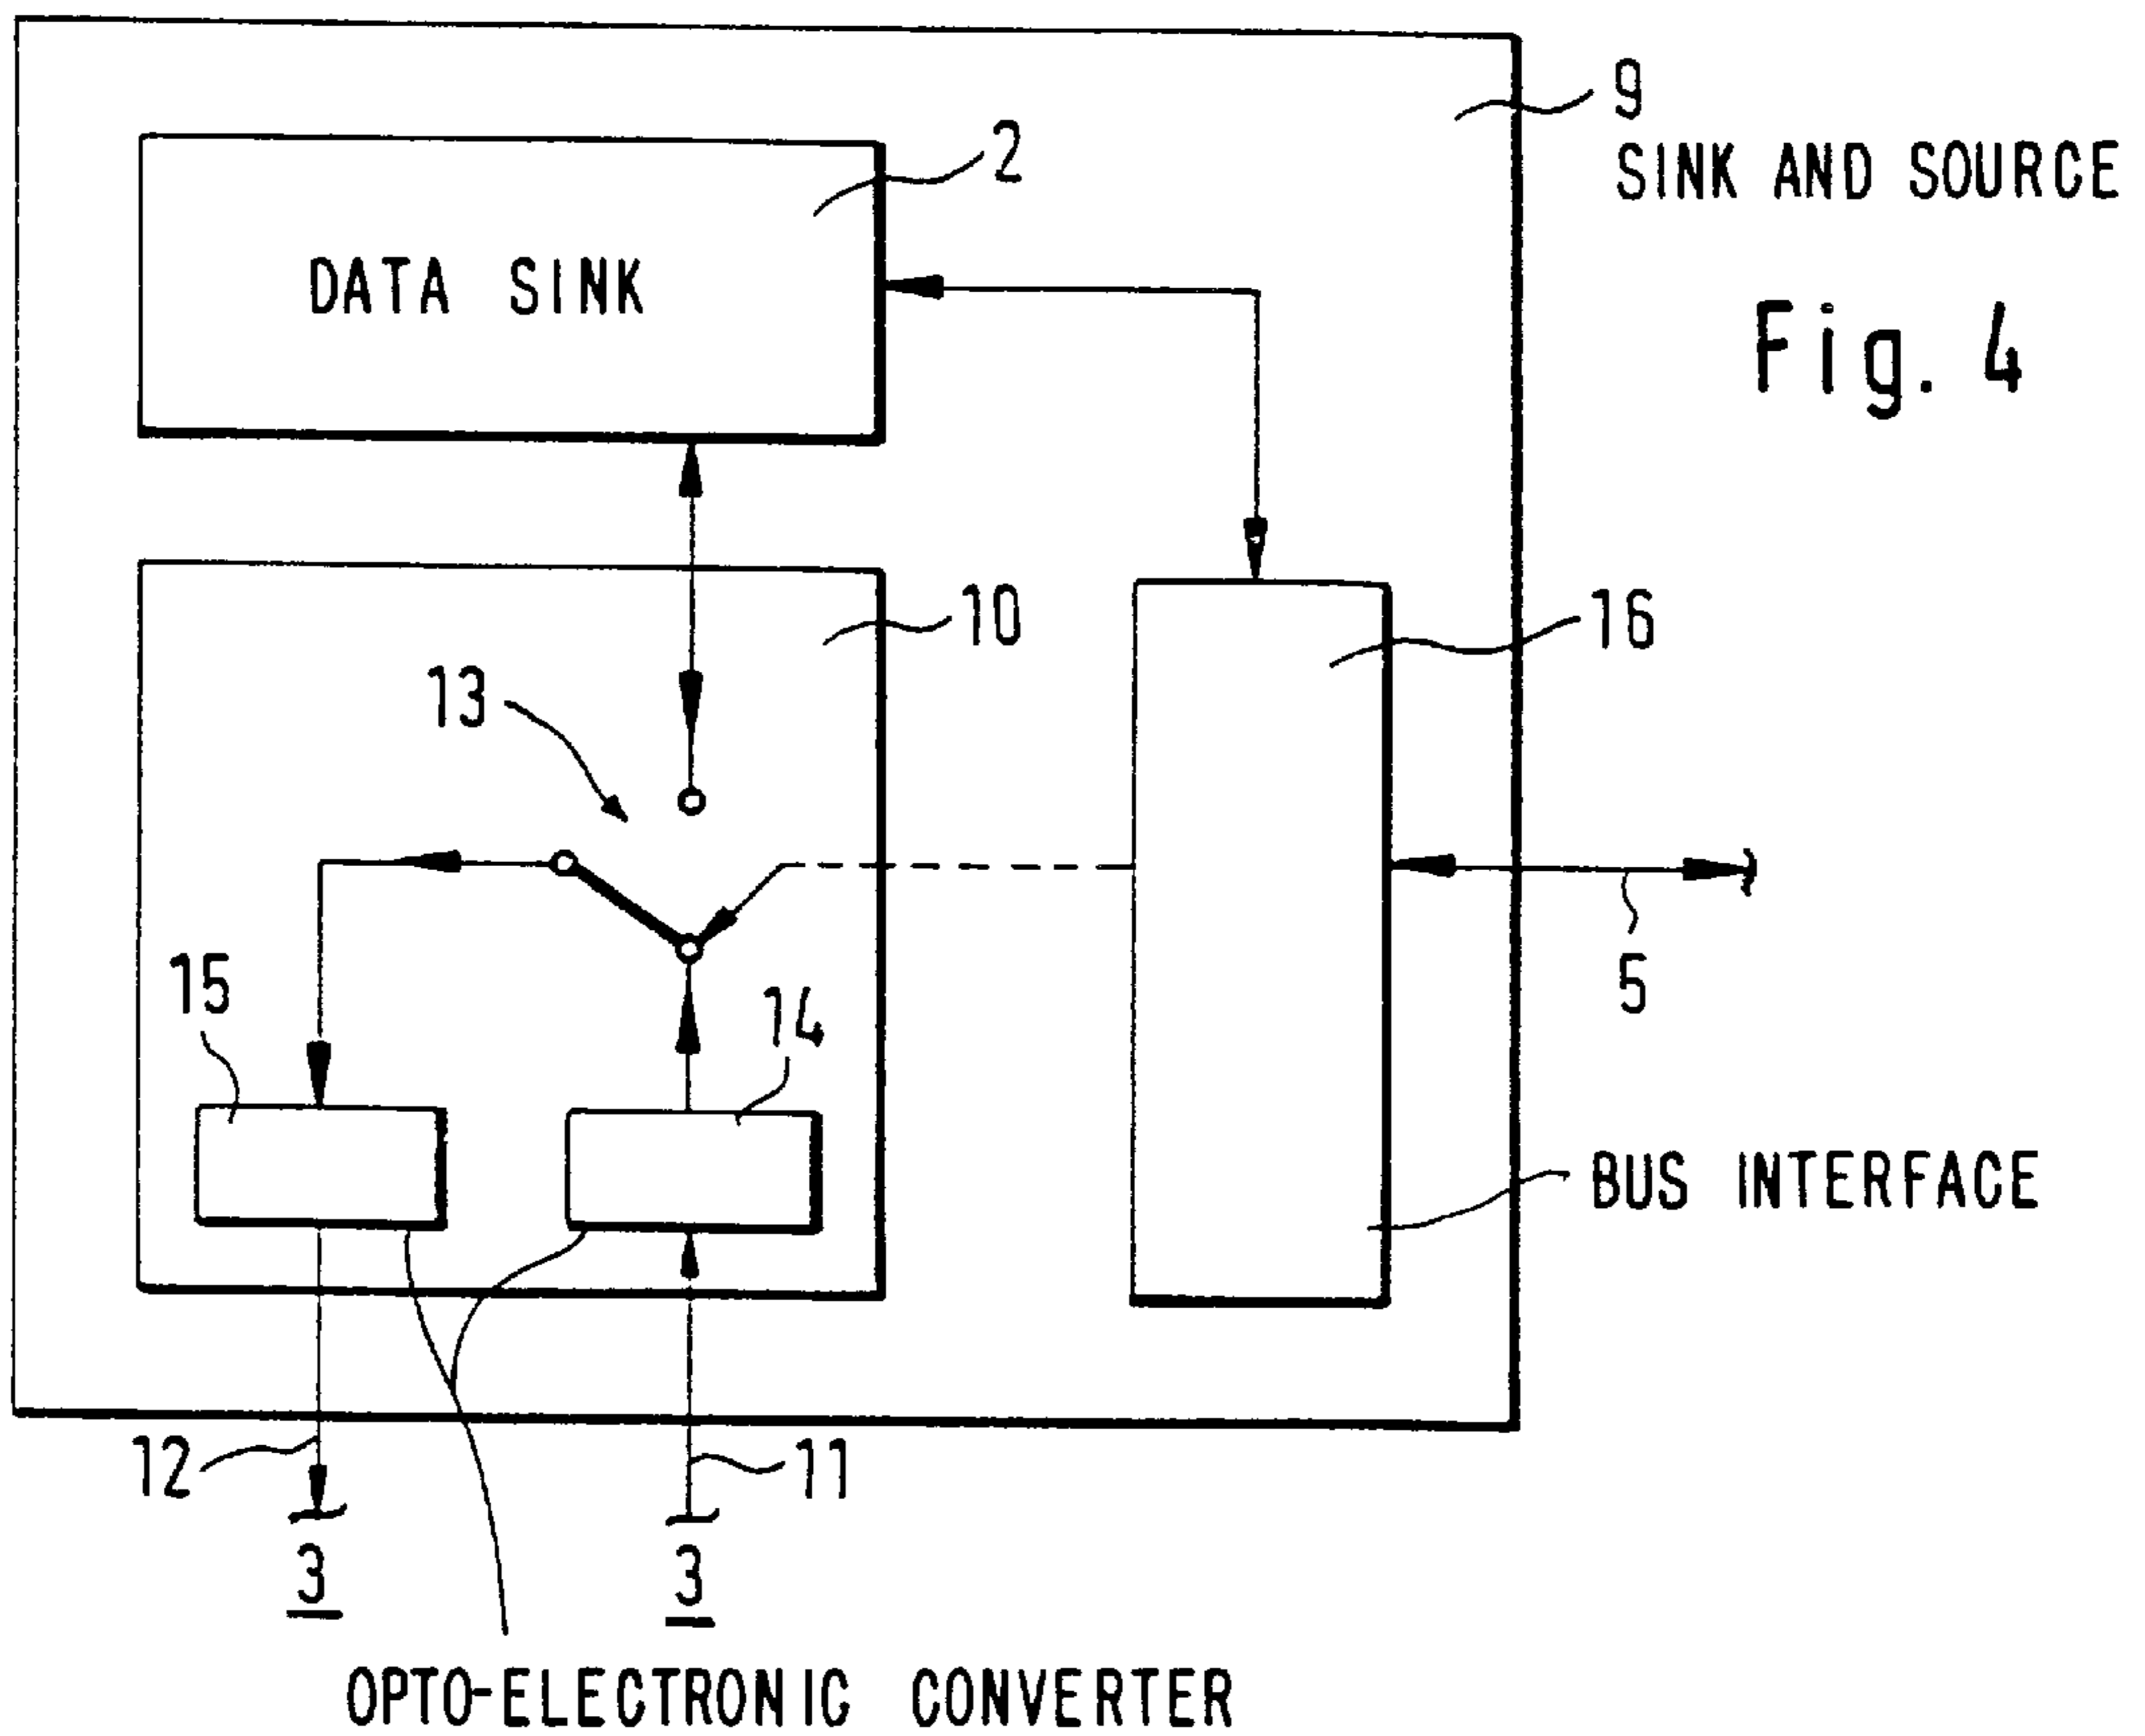 9
SINK AND SOURCE
2
DATA SINK
Fig. 4
10
16
13
15
14
5
BUS INTERFACE
12
11
3
3
OPTO-ELECTRONIC CONVERTER